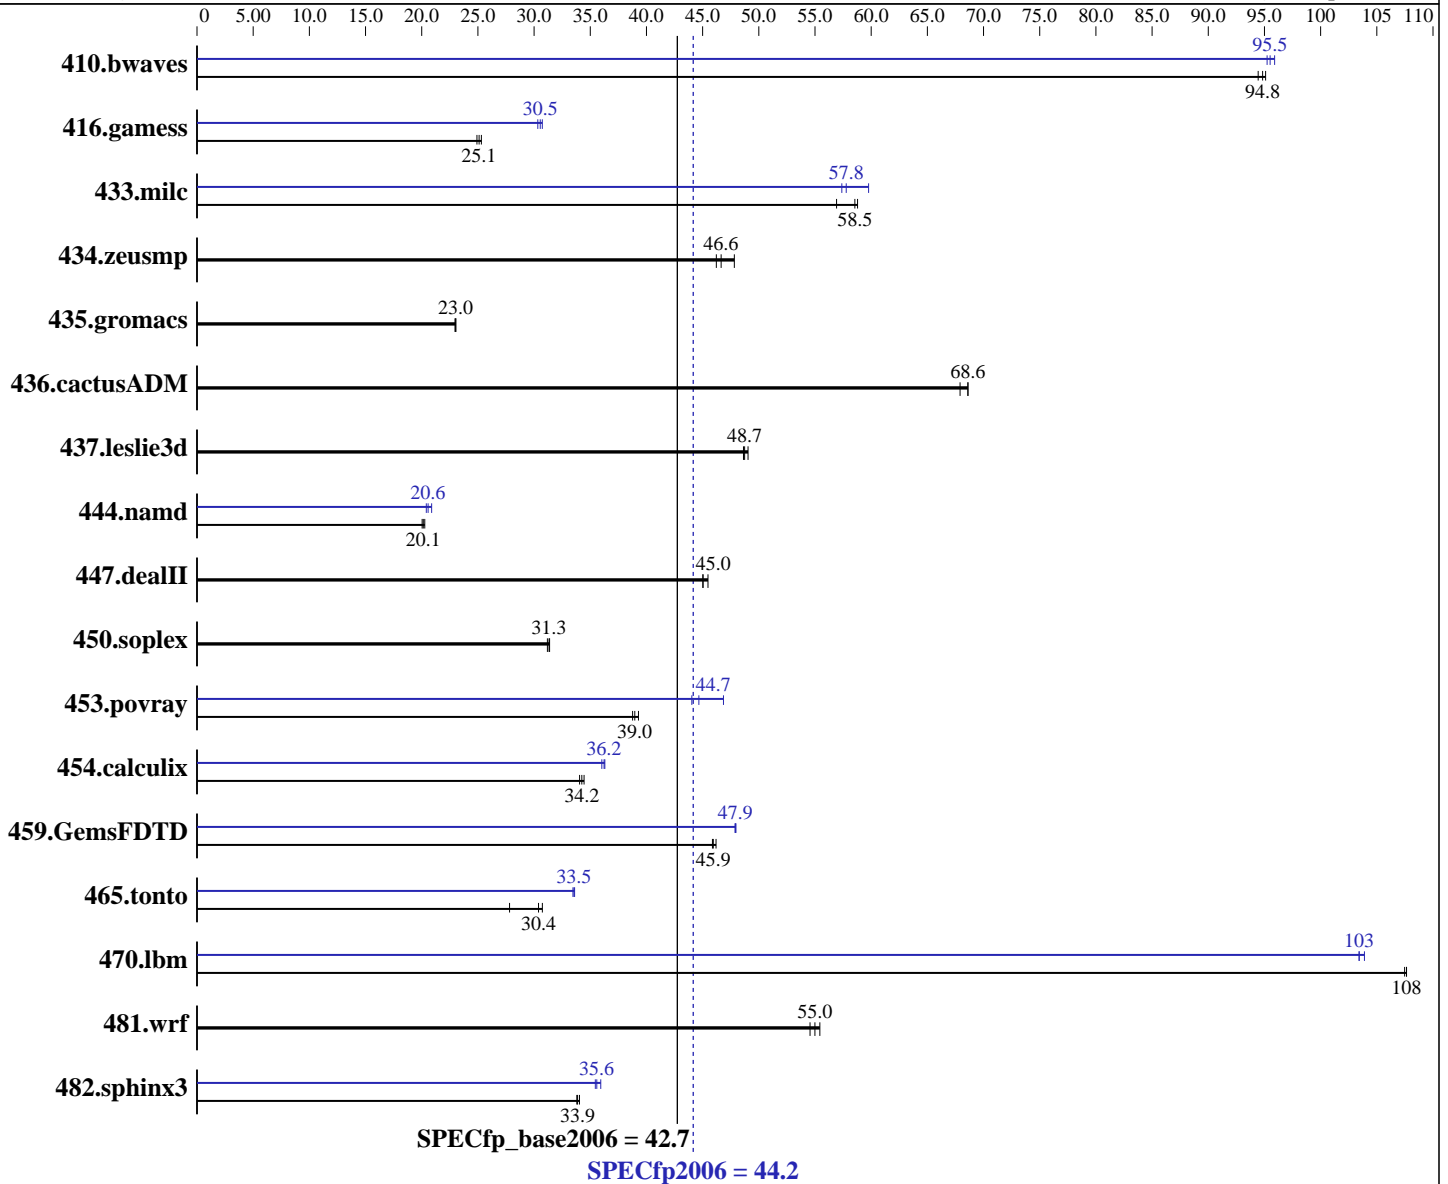 0 5.00 10.0 15.0 20.0 25.0 30.0 35.0 40.0 45.0 50.0 55.0 60.0 65.0 70.0 75.0 80.0 85.0 90.0 95.0 100 105 110
95.5
410.bwaves
94.8
30.5
416.gamess
25.1
57.8
433.milc
58.5
46.6
434.zeusmp
23.0
435.gromacs
68.6
436.cactusADM
48.7
437.leslie3d
20.6
444.namd
20.1
45.0
447.dealII
31.3
450.soplex
44.7
453.povray
39.0
36.2
454.calculix
34.2
47.9
459.GemsFDTD
45.9
33.5
465.tonto
30.4
103
470.lbm
108
55.0
481.wrf
35.6
482.sphinx3
33.9
SPECfp_base2006 = 42.7
SPECfp2006 = 44.2